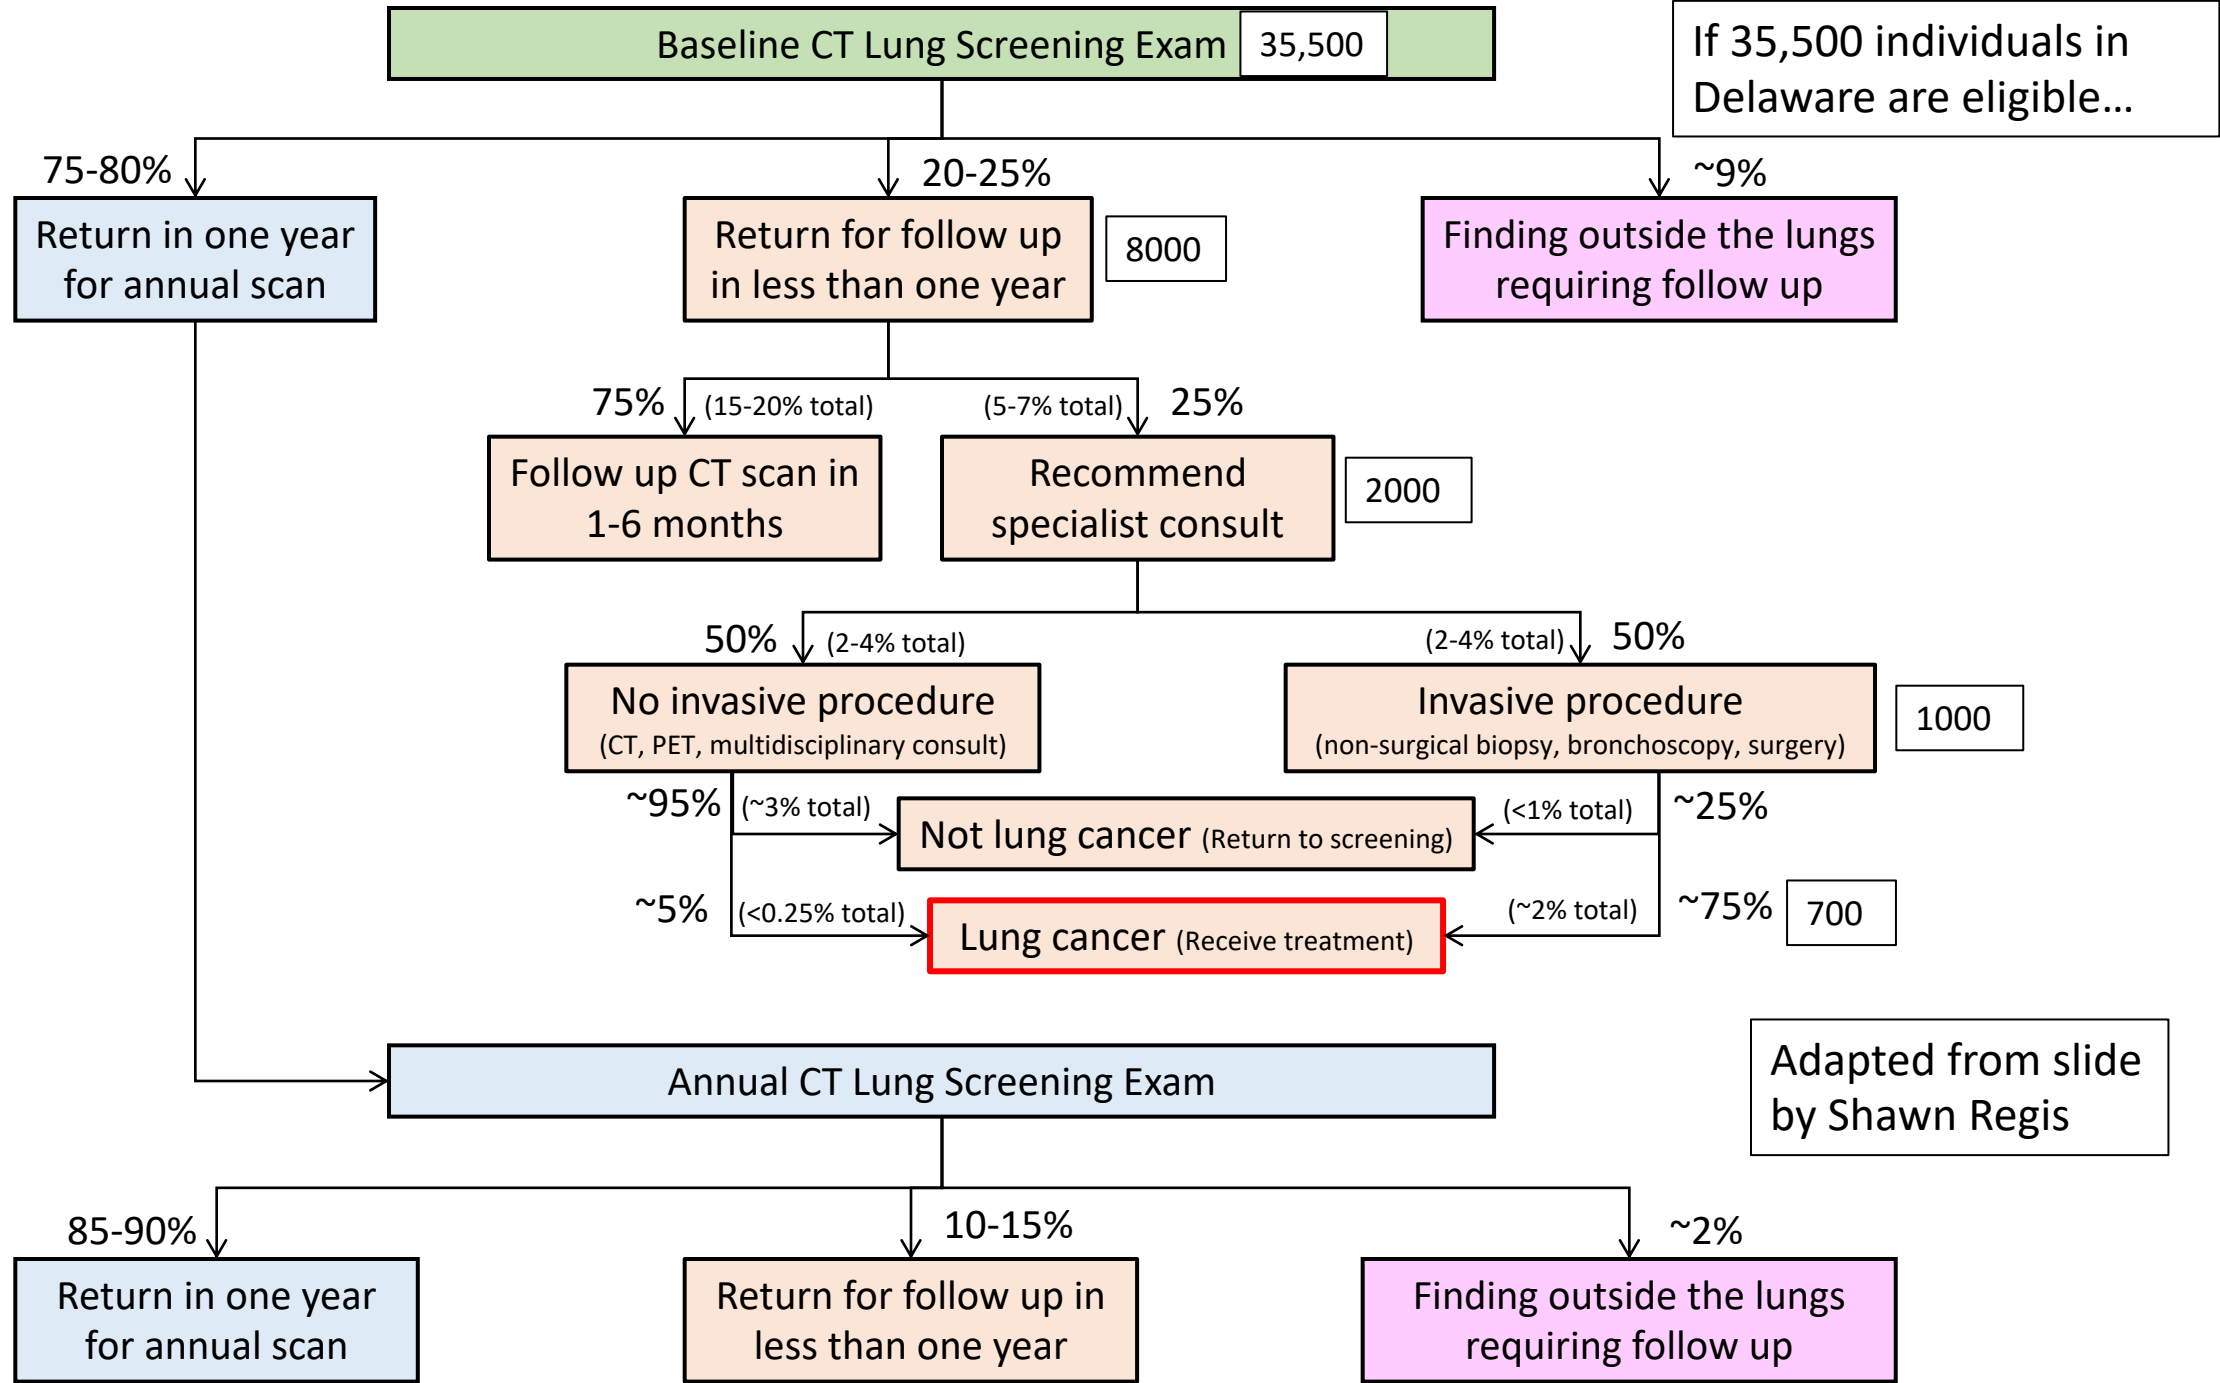 Baseline CT Lung Screening Exam 35,500
If 35,500 individuals in
Delaware are eligible…
75-80%
20-25%
~9%
Return in one year
for annual scan
Return for follow up
in less than one year
8000
Finding outside the lungs
requiring follow up
75% (15-20% total)
(5-7% total) 25%
Follow up CT scan in
1-6 months
Recommend
specialist consult
2000
50% (2-4% total)
(2-4% total) 50%
No invasive procedure
(CT, PET, multidisciplinary consult)
Invasive procedure
(non-surgical biopsy, bronchoscopy, surgery)
1000
~95% (~3% total)
(<1% total) ~25%
Not lung cancer (Return to screening)
~5% (<0.25% total)
(~2% total) ~75% 700
Lung cancer (Receive treatment)
Adapted from slide
by Shawn Regis
Annual CT Lung Screening Exam
85-90%
10-15%
~2%
Return in one year
for annual scan
Return for follow up in
less than one year
Finding outside the lungs
requiring follow up